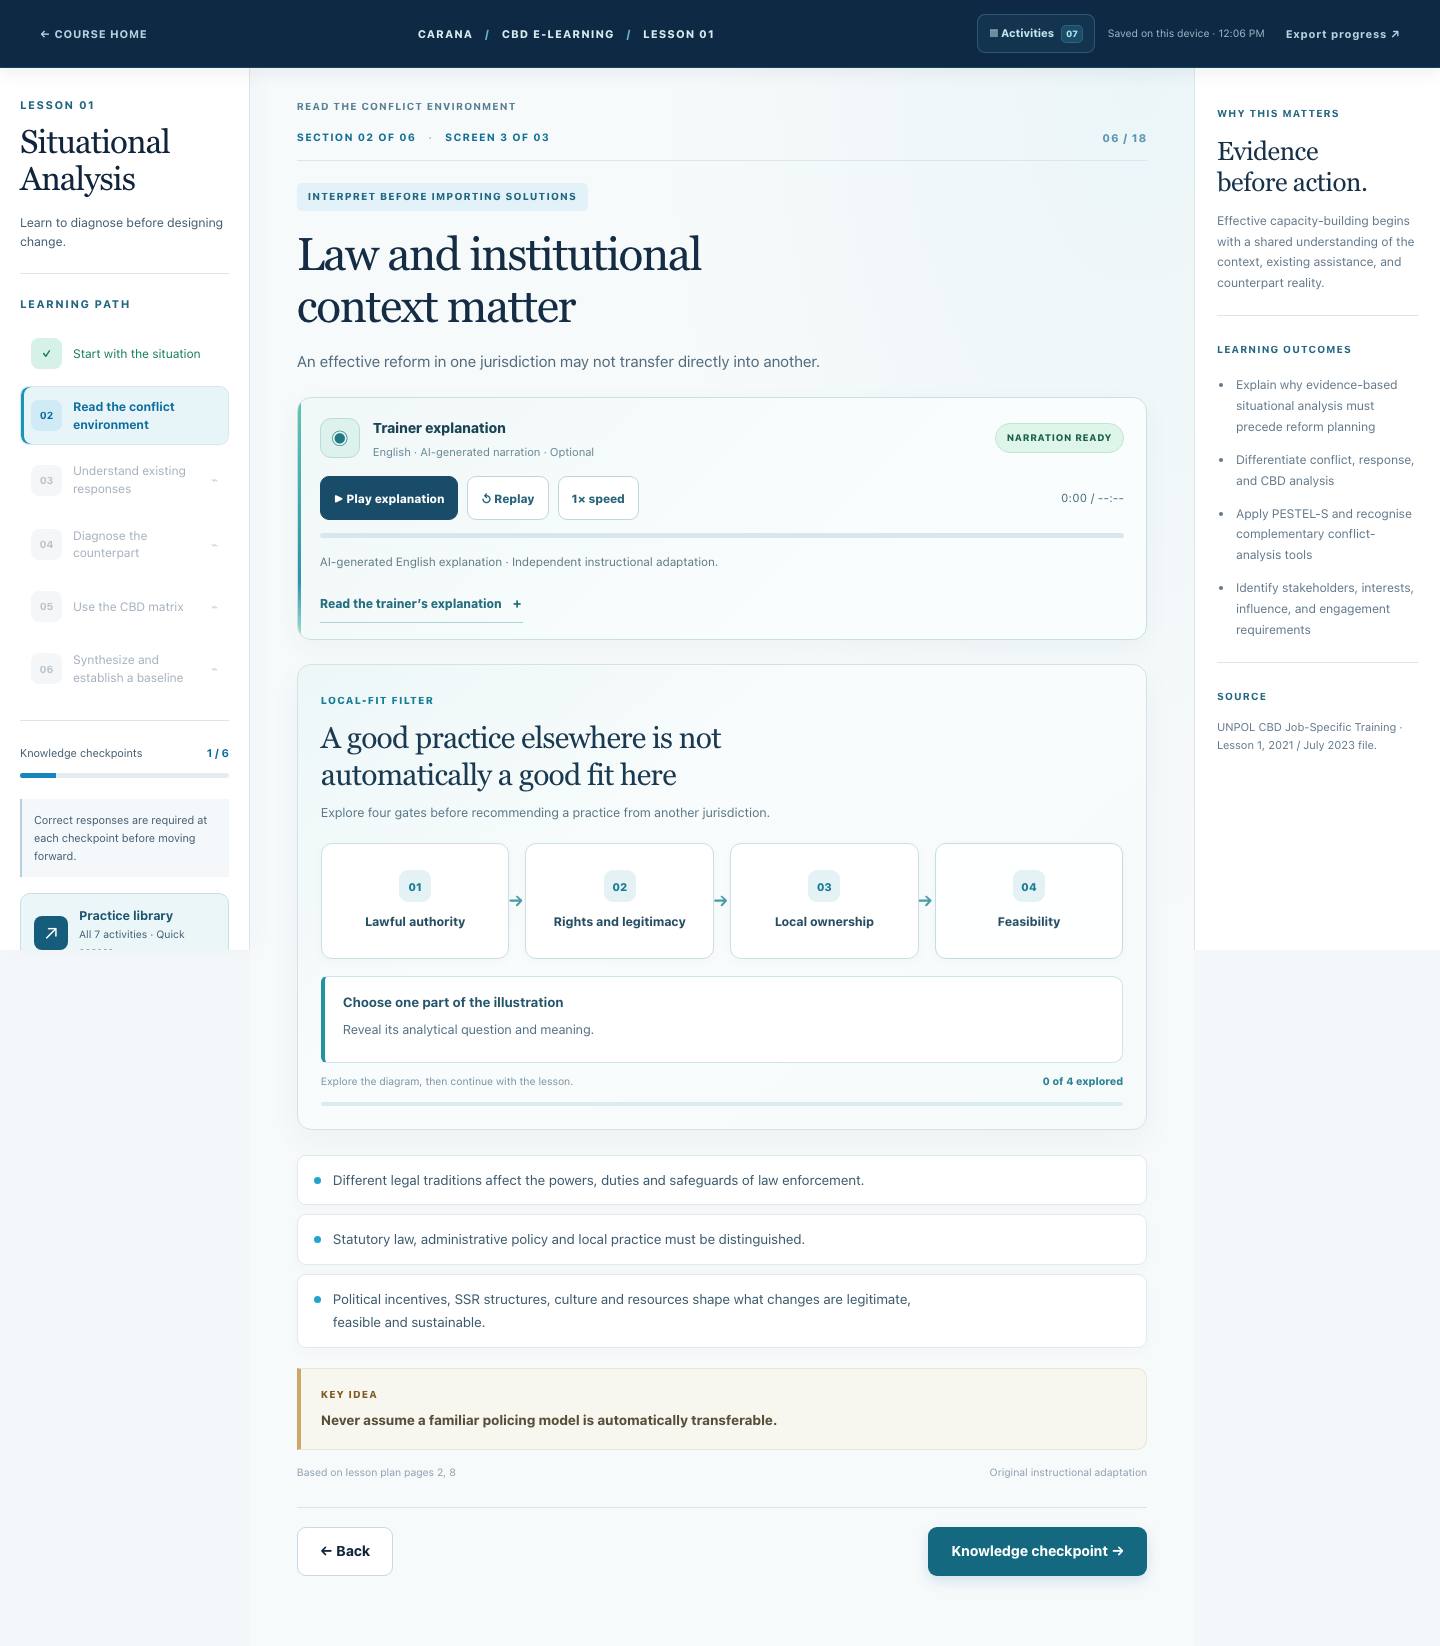 ← COURSE HOME
CARANA / CBD E-LEARNING / LESSON 01
Activities 07
Saved on this device · 12:06 PM
Export progress ↗
LESSON 01
Situational
Analysis
Learn to diagnose before designing
change.
LEARNING PATH
✓ Start with the situation
02 Read the conflict
environment
03 Understand existing
responses
04 Diagnose the
counterpart
05 Use the CBD matrix
06 Synthesize and
establish a baseline
Knowledge checkpoints 1 / 6
Correct responses are required at
each checkpoint before moving
forward.
Practice library
All 7 activities · Quick
READ THE CONFLICT ENVIRONMENT
SECTION 02 OF 06 · SCREEN 3 OF 03
06 / 18
INTERPRET BEFORE IMPORTING SOLUTIONS
Law and institutional
context matter
An effective reform in one jurisdiction may not transfer directly into another.
Trainer explanation
English · AI-generated narration · Optional
NARRATION READY
▶ Play explanation
↺ Replay
1× speed
0:00 / --:--
AI-generated English explanation · Independent instructional adaptation.
Read the trainer’s explanation +
LOCAL-FIT FILTER
A good practice elsewhere is not
automatically a good fit here
Explore four gates before recommending a practice from another jurisdiction.
01
Lawful authority
→
02
Rights and legitimacy
→
03
Local ownership
→
04
Feasibility
Choose one part of the illustration
Reveal its analytical question and meaning.
Explore the diagram, then continue with the lesson.
0 of 4 explored
Different legal traditions affect the powers, duties and safeguards of law enforcement.
Statutory law, administrative policy and local practice must be distinguished.
Political incentives, SSR structures, culture and resources shape what changes are legitimate,
feasible and sustainable.
KEY IDEA
Never assume a familiar policing model is automatically transferable.
Based on lesson plan pages 2, 8
Original instructional adaptation
← Back
Knowledge checkpoint →
WHY THIS MATTERS
Evidence
before action.
Effective capacity-building begins
with a shared understanding of the
context, existing assistance, and
counterpart reality.
LEARNING OUTCOMES
• Explain why evidence-based
situational analysis must
precede reform planning
• Differentiate conflict, response,
and CBD analysis
• Apply PESTEL-S and recognise
complementary conflict-
analysis tools
• Identify stakeholders, interests,
influence, and engagement
requirements
SOURCE
UNPOL CBD Job-Specific Training ·
Lesson 1, 2021 / July 2023 file.